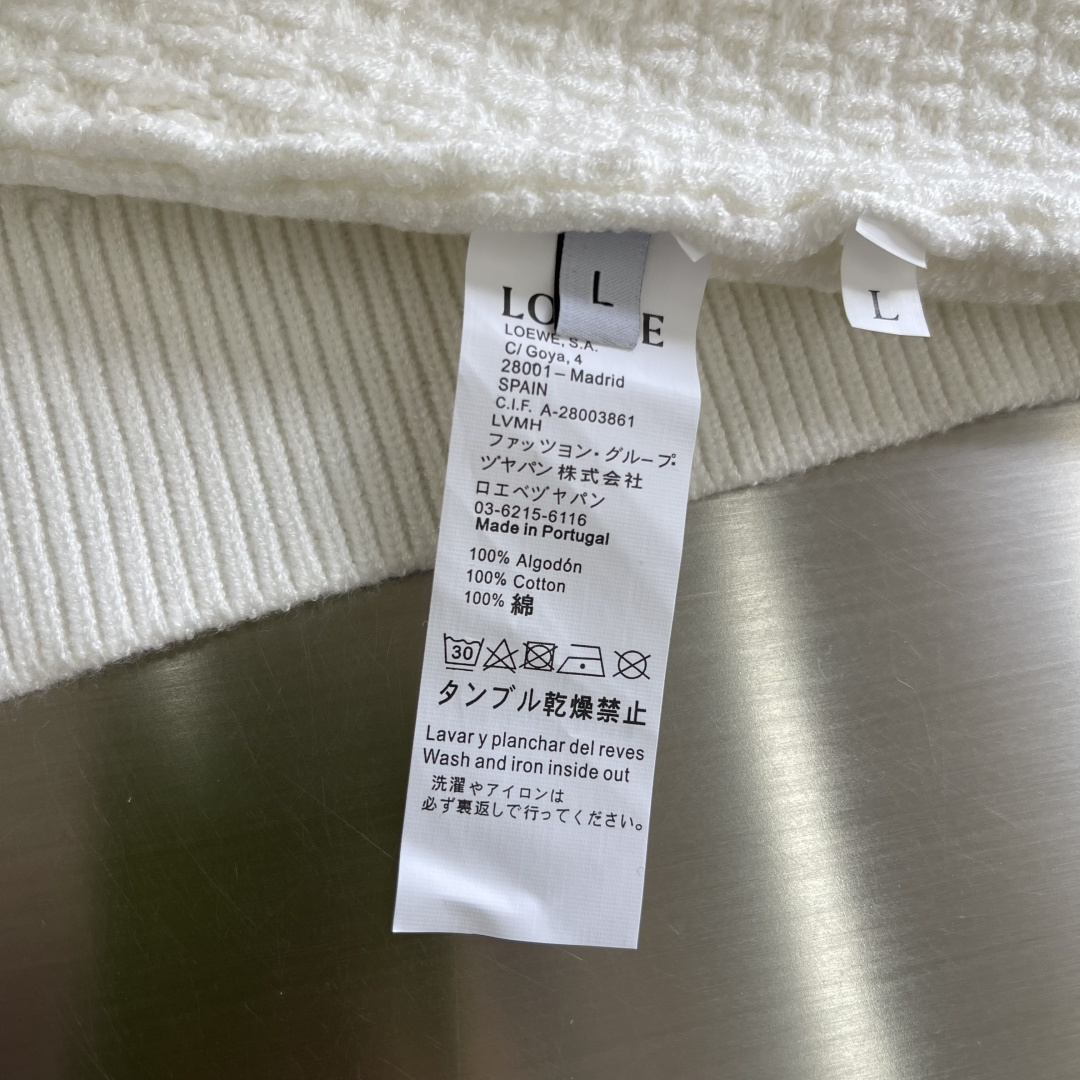 L
L
LOEWE, S.A.
C/ Goya, 4
28001 – Madrid
SPAIN
C.I.F. A-28003861
LVMH
ファッツヨン・グループ・
ヅヤパン 株式会社
ロエベヅヤパン
03-6215-6116
Made in Portugal
100% Algodón
100% Cotton
100% 綿
30
タンブル乾燥禁止
Lavar y planchar del reves
Wash and iron inside out
洗濯やアイロンは
必ず裏返しで行ってください。